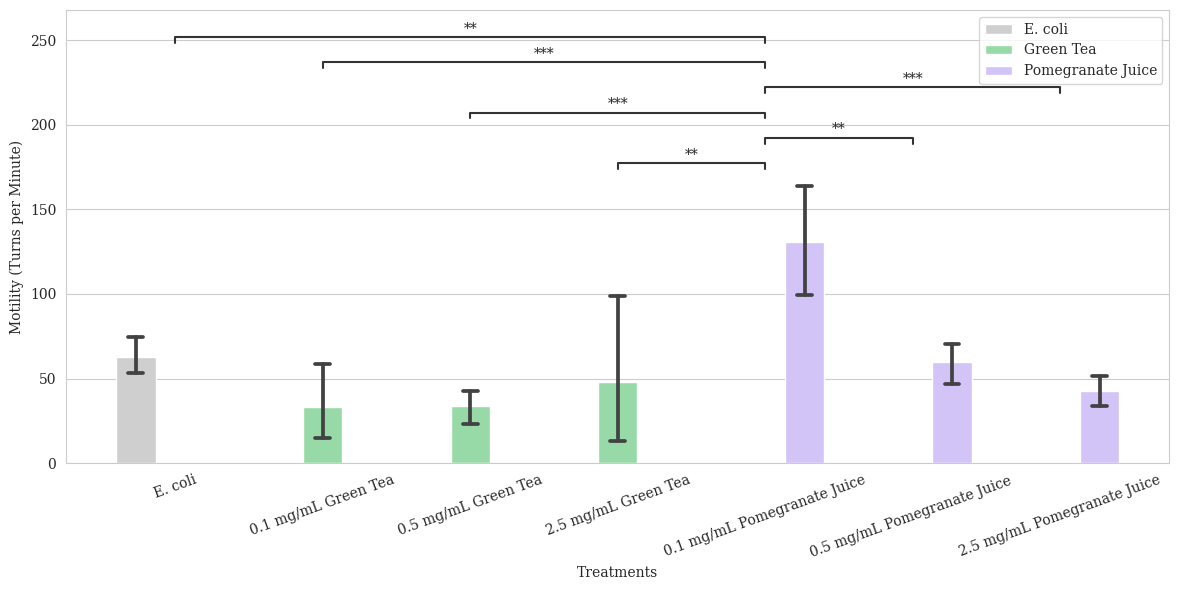 **
***
***
**
***
**
E. coli
Green Tea
Pomegranate Juice
Motility (Turns per Minute)
250
200
150
100
50
0
E. coli
0.1 mg/mL Green Tea
0.5 mg/mL Green Tea
2.5 mg/mL Green Tea
0.1 mg/mL Pomegranate Juice
0.5 mg/mL Pomegranate Juice
2.5 mg/mL Pomegranate Juice
Treatments